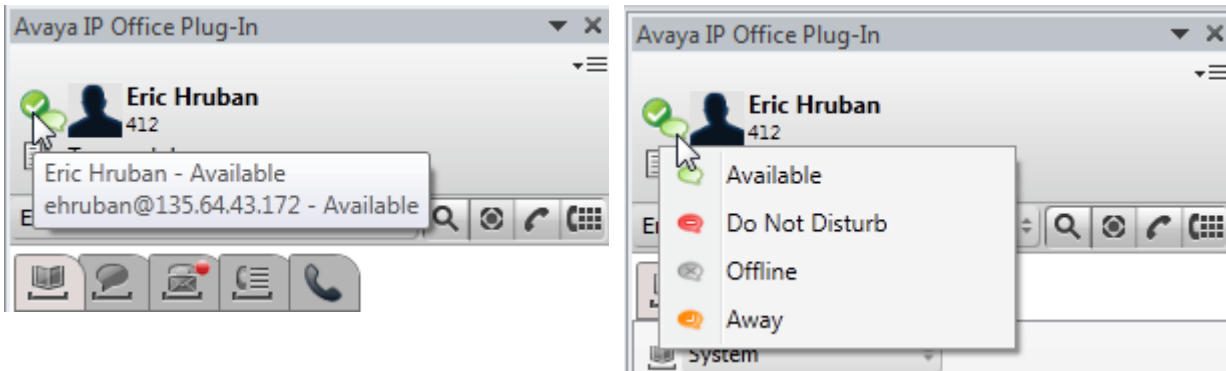 Avaya IP Office Plug-In
Eric Hruban
412
Eric Hruban - Available
ehruban@135.64.43.172 - Available
Avaya IP Office Plug-In
Eric Hruban
412
Available
Do Not Disturb
Offline
Away
System